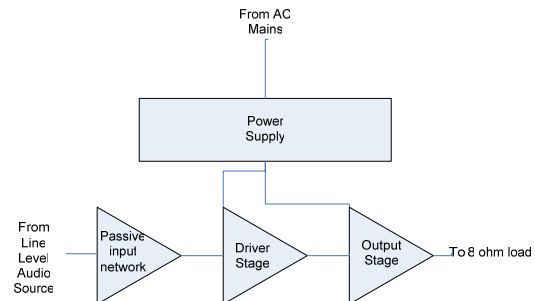 From AC
Mains
Power
Supply
From
Line
Level
Audio
Source
Passive
input
network
Driver
Stage
Output
Stage
To 8 ohm load